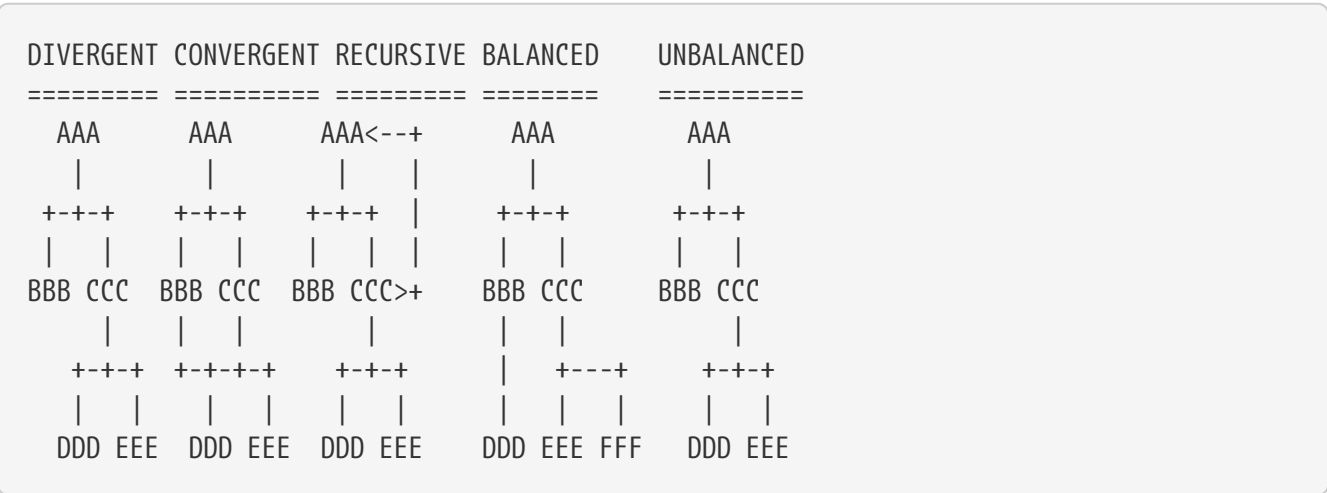 DIVERGENT CONVERGENT RECURSIVE BALANCED    UNBALANCED
========= ========== ========= ========    ==========
  AAA      AAA      AAA<--+      AAA         AAA
   |        |        |    |       |           |
 +-+-+    +-+-+    +-+-+  |     +-+-+       +-+-+
 |   |    |   |    |   |  |     |   |       |   |
BBB CCC  BBB CCC  BBB CCC>+    BBB CCC     BBB CCC
     |    |   |        |        |   |           |
   +-+-+  +-+-+-+    +-+-+      |   +---+     +-+-+
   |   |    |   |    |   |      |   |   |     |   |
  DDD EEE  DDD EEE  DDD EEE    DDD EEE FFF   DDD EEE